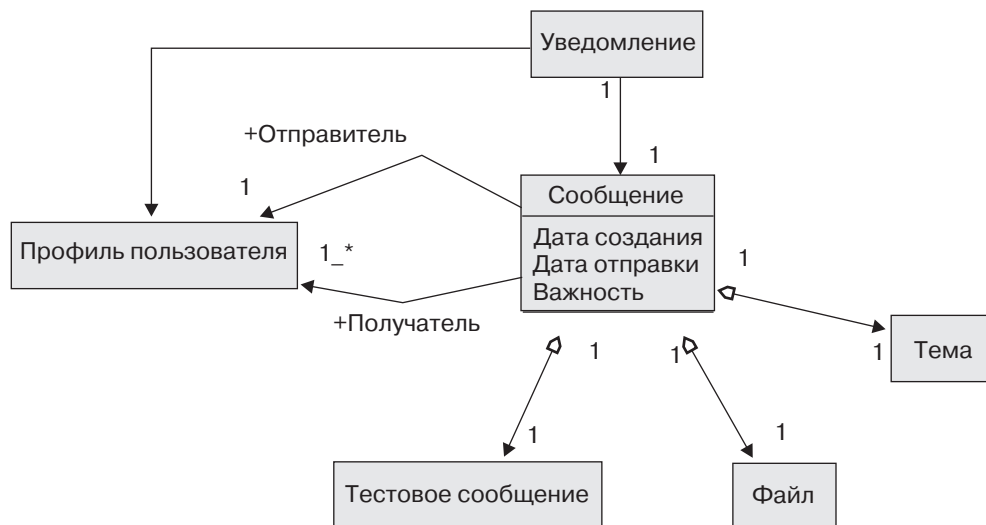 Уведомление
1
+Отправитель
1
1
Сообщение
Профиль пользователя
1_*
Дата создания
Дата отправки
Важность
1
+Получатель
1
1
1
Тема
1
1
Тестовое сообщение
Файл